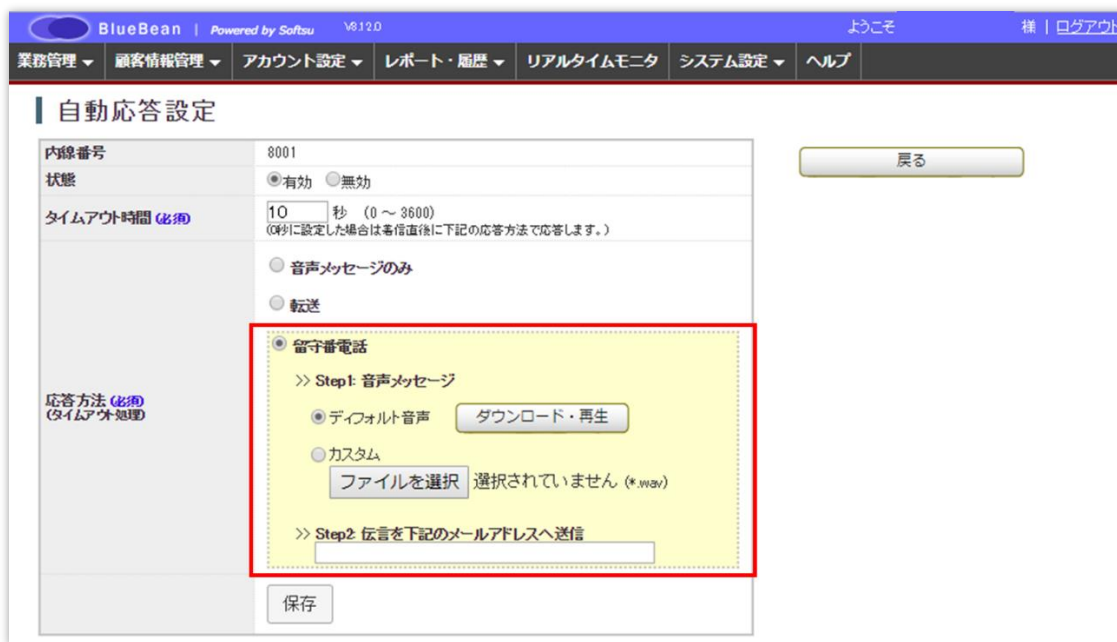 BlueBean | Powered by Softsu V8.12.0 ようこそ 様 | ログアウト
業務管理 顧客情報管理 アカウント設定 レポート・履歴 リアルタイムモニタ システム設定 ヘルプ
自動応答設定
内線番号 8001
戻る
状態 有効 無効
タイムアウト時間 (必須) 10 秒 (0 ~ 3600)
(0秒に設定した場合は着信直後に下記の応答方法で応答します。)
音声メッセージのみ
転送
留守番電話
>> Step1: 音声メッセージ
応答方法 (必須)
(タイムアウト処理)
ディフォルト音声 ダウンロード・再生
カスタム
ファイルを選択 選択されていません (*.wav)
>> Step2: 伝言を下記のメールアドレスへ送信
保存